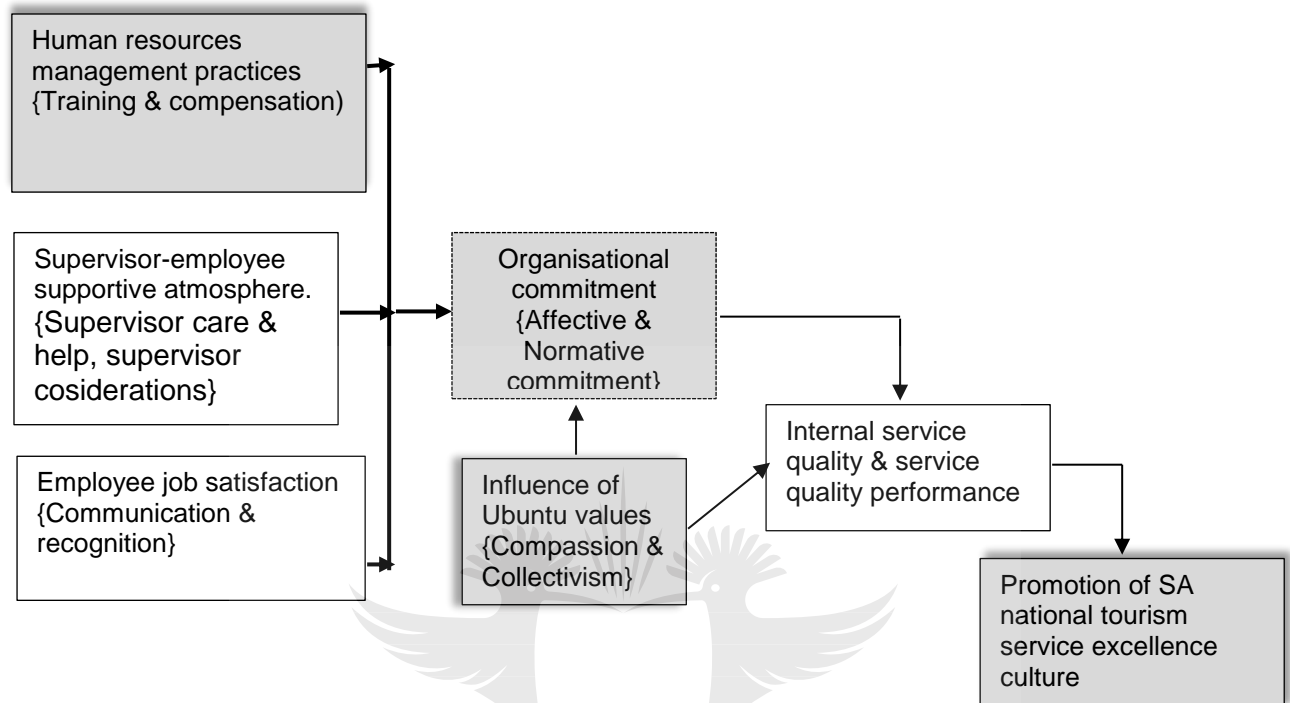 Human resources
management practices
{Training & compensation)
Supervisor-employee
supportive atmosphere.
{Supervisor care &
help, supervisor
cosiderations}
Employee job satisfaction
{Communication &
recognition}
Organisational
commitment
{Affective &
Normative
commitment}
Influence of
Ubuntu values
{Compassion &
Collectivism}
Internal service
quality & service
quality performance
Promotion of SA
national tourism
service excellence
culture